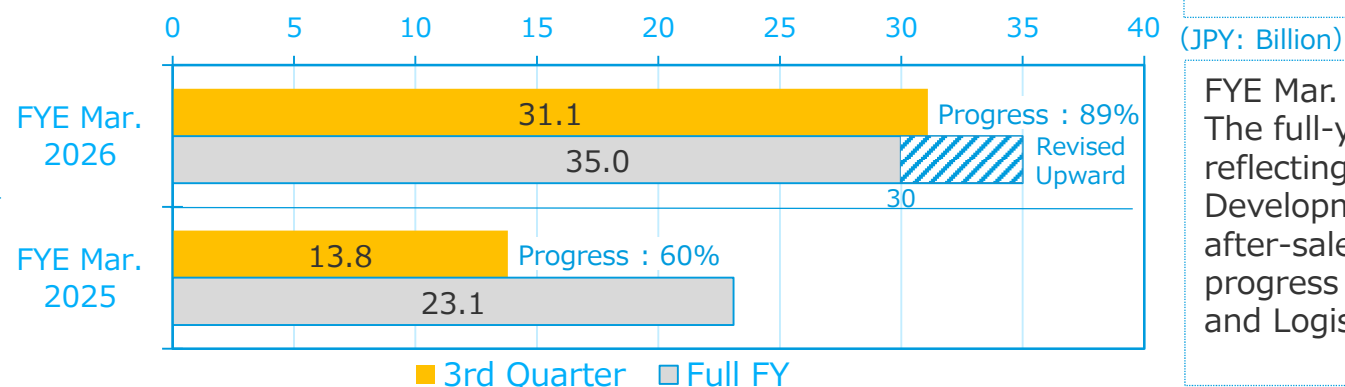 0 5 10 15 20 25 30 35 40 (JPY: Billion)
FYE Mar.
2026
31.1
Progress : 89%
35.0
Revised
Upward
30
FYE Mar.
2025
13.8
Progress : 60%
23.1
3rd Quarter Full FY
FYE Mar.
The full-y
reflecting
Developm
after-sale
progress
and Logis